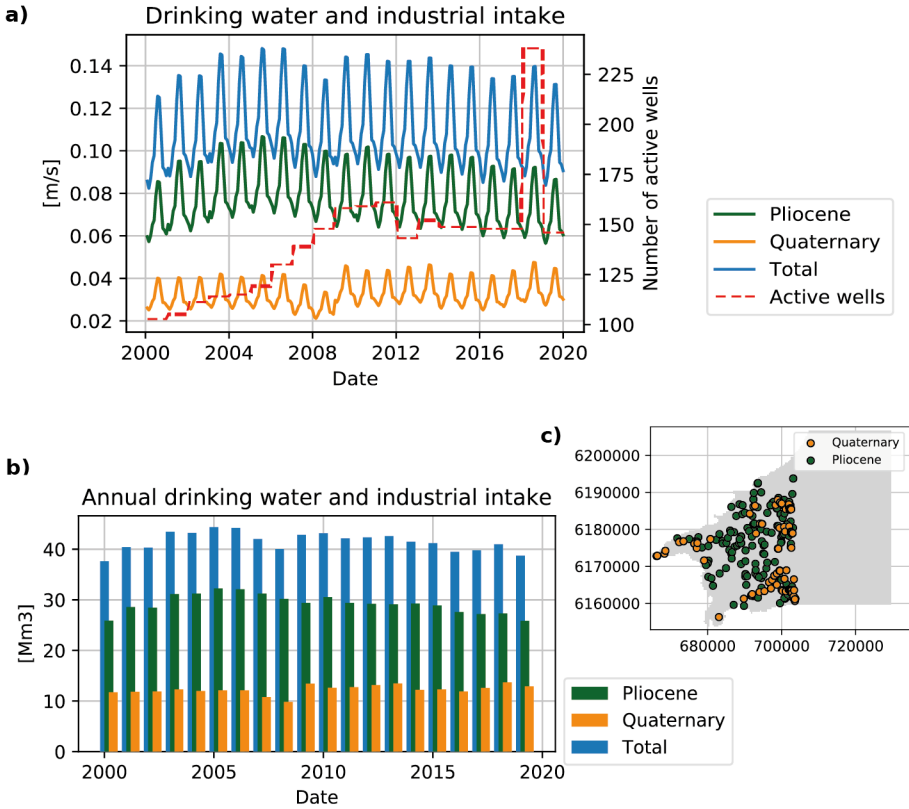 a)
Drinking water and industrial intake
0.14
0.12
0.10
0.08
0.06
0.04
0.02
[m/s]
225
200
175
150
125
100
Number of active wells
2000 2004 2008 2012 2016 2020
Date
Pliocene
Quaternary
Total
Active wells
b)
Annual drinking water and industrial intake
40
30
20
10
0
[Mm3]
2000 2005 2010 2015 2020
Date
Pliocene
Quaternary
Total
c)
Quaternary
Pliocene
6200000
6190000
6180000
6170000
6160000
680000 700000 720000